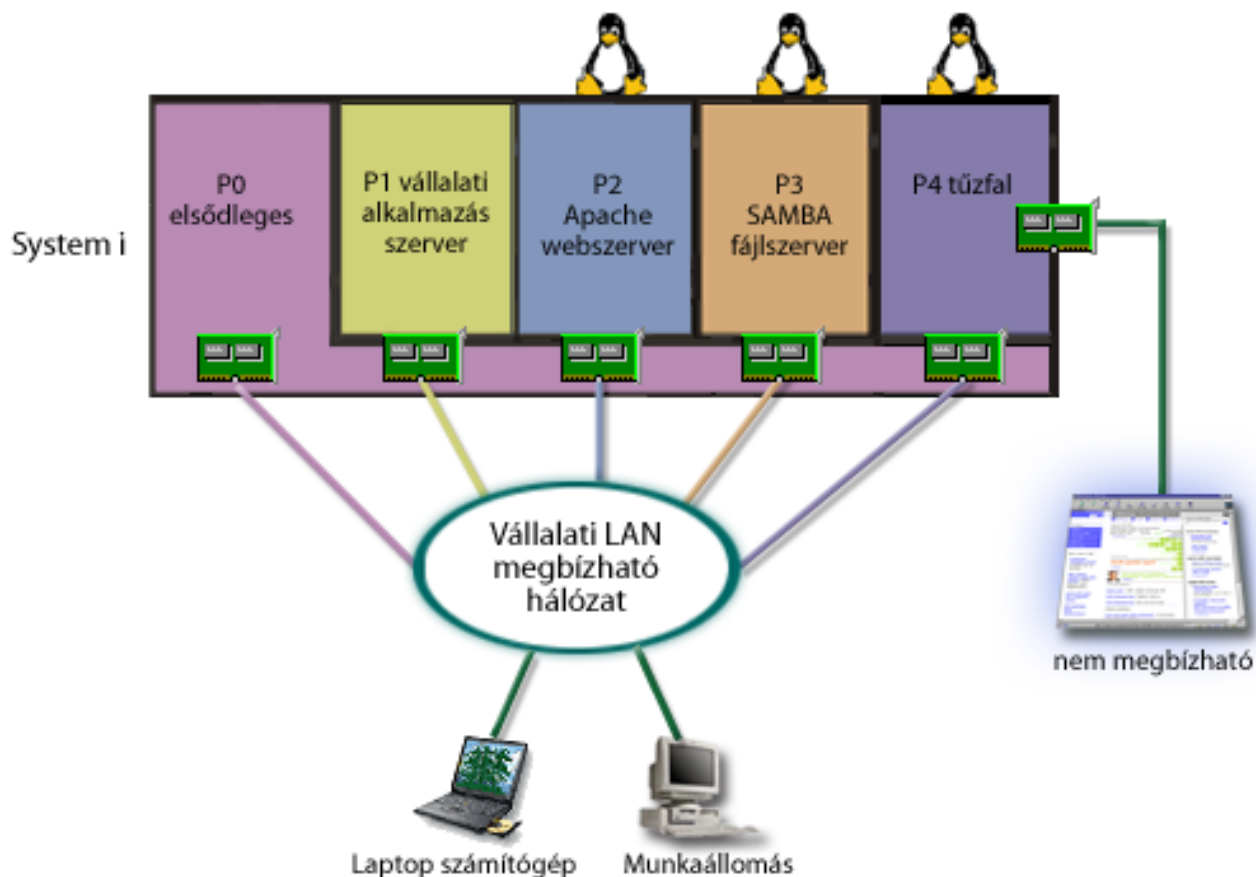 System i
P0
elsődleges
P1 vállalati
alkalmazás
szerver
P2
Apache
webszerver
P3
SAMBA
fájlszerver
P4 tűzfal
Vállalati LAN
megbízható
hálózat
nem megbízható
Laptop számítógép
Munkaállomás